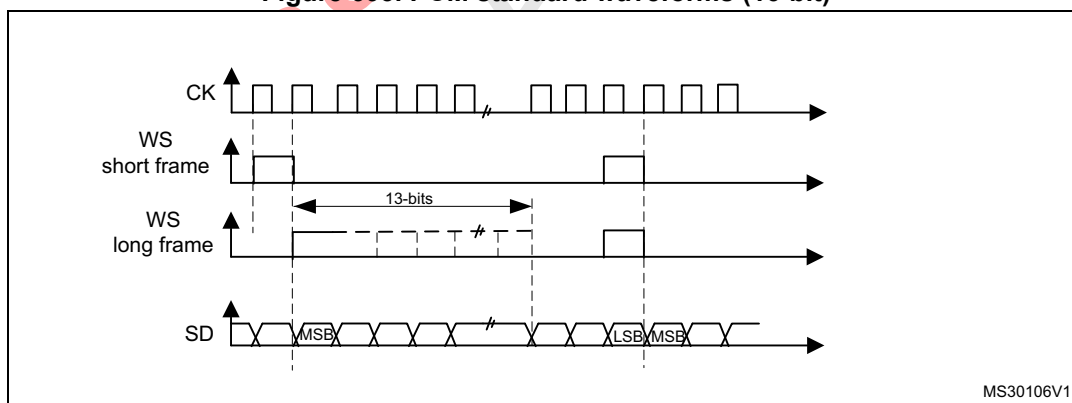 CK
WS
short frame
13-bits
WS
long frame
SD
MSB
LSB
MSB
MS30106V1